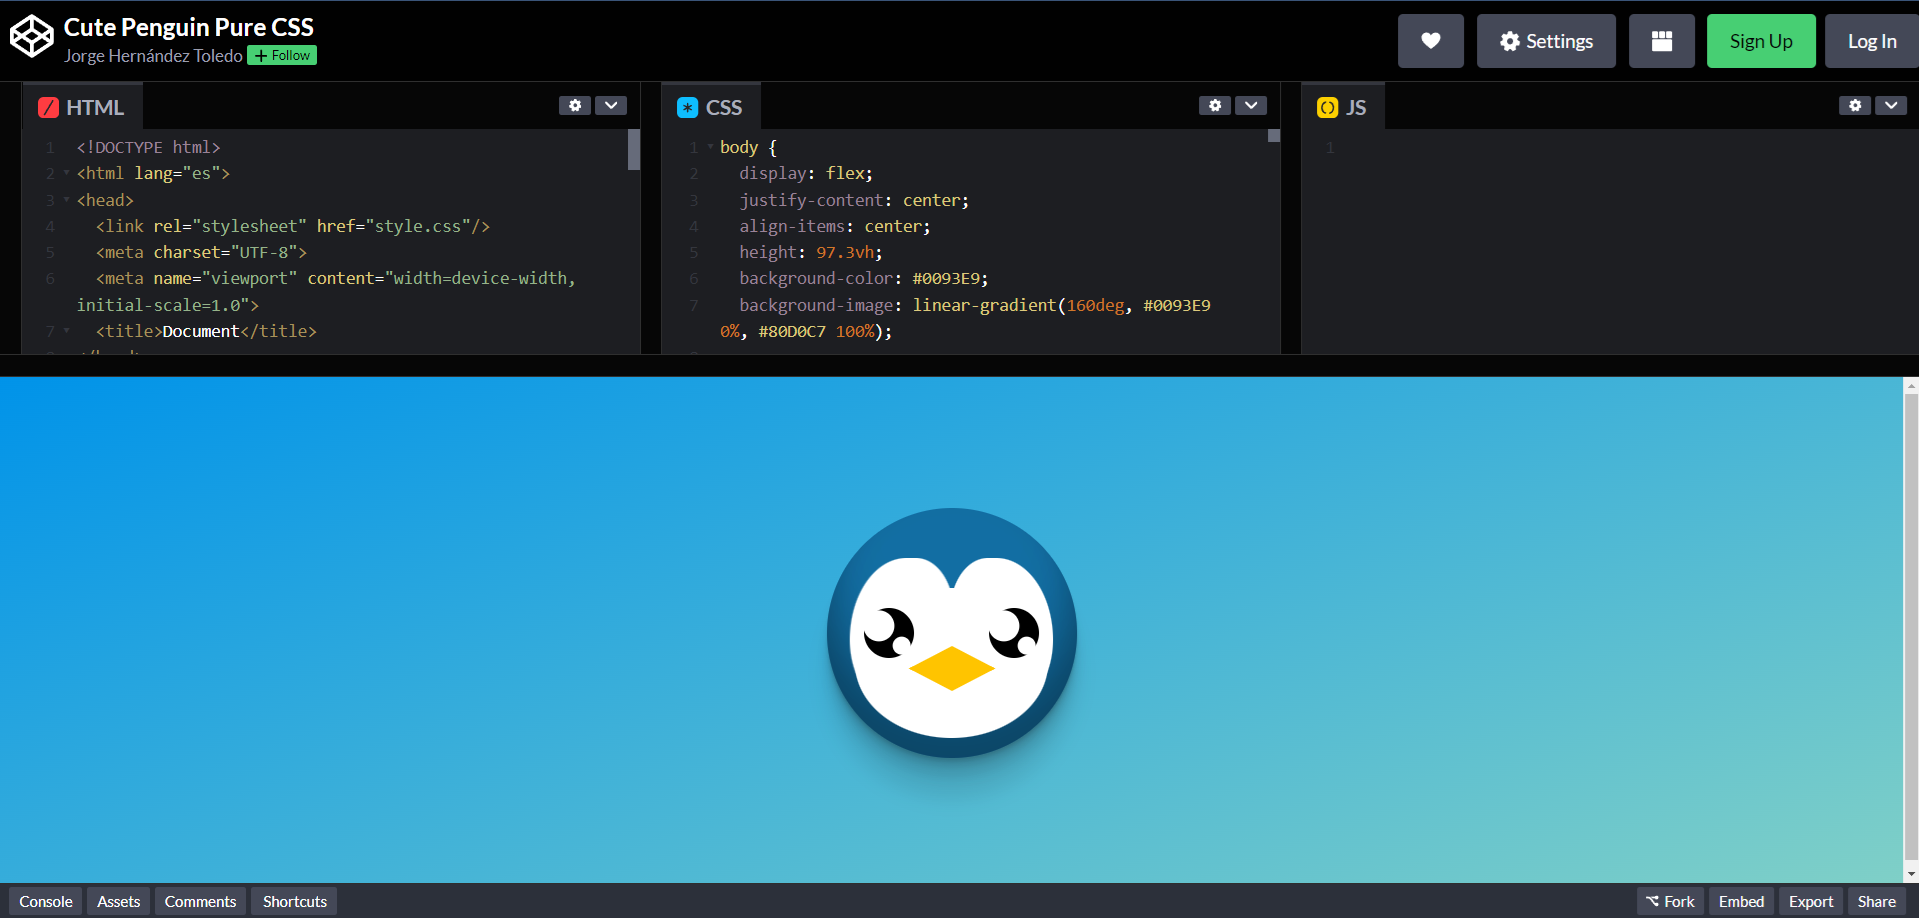 Cute Penguin Pure CSS
Jorge Hernández Toledo + Follow
Settings
Sign Up
Log In
HTML
1 <!DOCTYPE html>
2 <html lang="es">
3 <head>
4 <link rel="stylesheet" href="style.css"/>
5 <meta charset="UTF-8">
6 <meta name="viewport" content="width=device-width,
initial-scale=1.0">
7 <title>Document</title>
CSS
1 body {
2 display: flex;
3 justify-content: center;
4 align-items: center;
5 height: 97.3vh;
6 background-color: #0093E9;
7 background-image: linear-gradient(160deg, #0093E9
0%, #80D0C7 100%);
JS
1
Console Assets Comments Shortcuts
Fork Embed Export Share